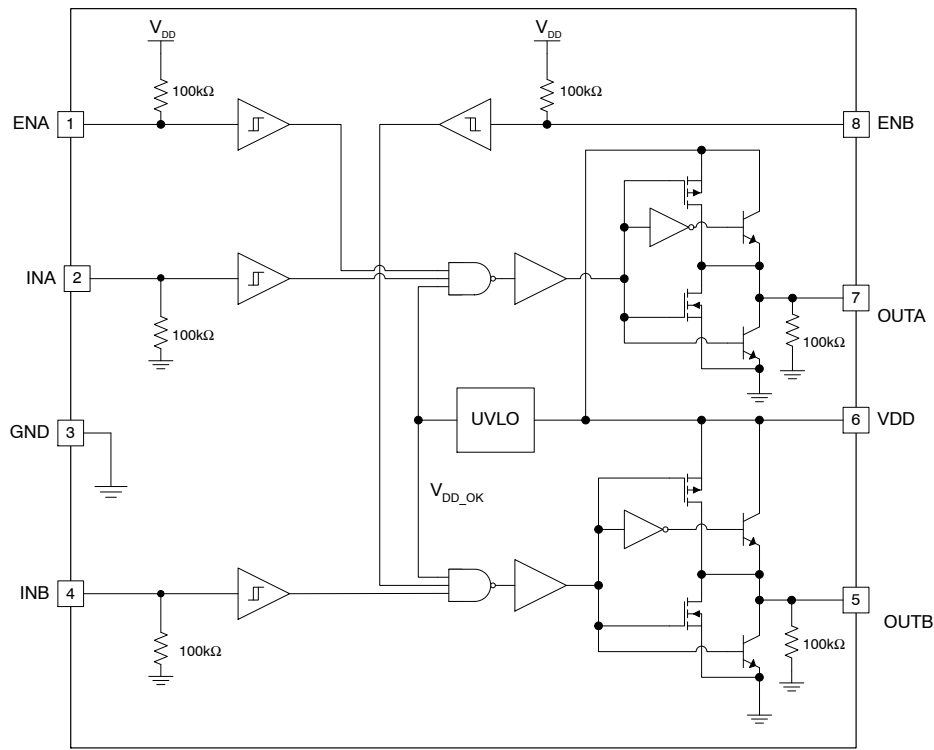 VDD
VDD
100kΩ
100kΩ
ENA
1
8
ENB
INA
2
7
OUTA
100kΩ
100kΩ
GND
3
UVLO
6
VDD
VDD_OK
INB
4
5
OUTB
100kΩ
100kΩ